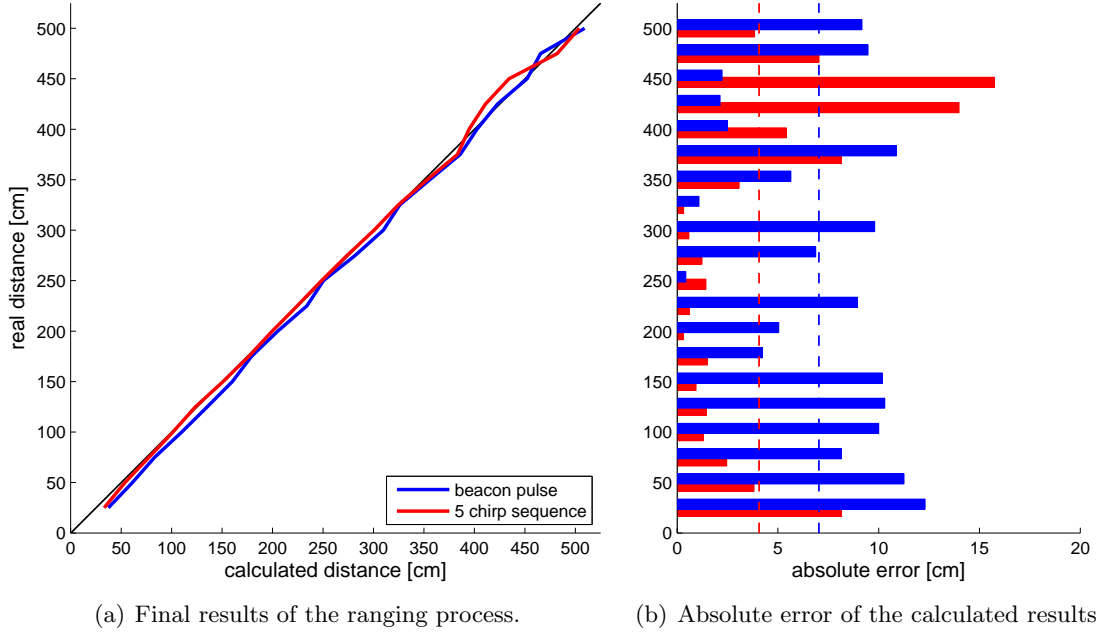 500
450
400
350
300
250
200
150
100
50
0
real distance [cm]
beacon pulse
5 chirp sequence
0 50 100 150 200 250 300 350 400 450 500
calculated distance [cm]
(a) Final results of the ranging process.
500
450
400
350
300
250
200
150
100
50
0
0 5 10 15 20
absolute error [cm]
(b) Absolute error of the calculated results